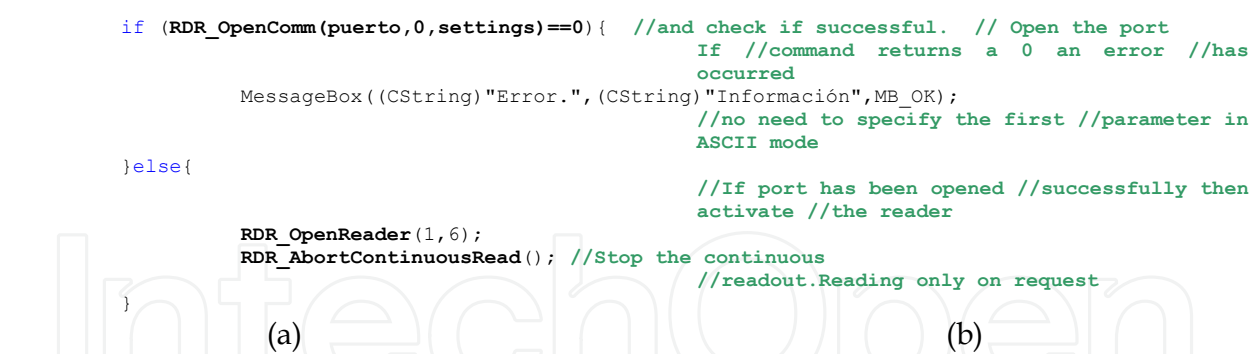 if (RDR_OpenComm(puerto,0,settings)==0){ //and check if successful. // Open the port
If //command returns a 0 an error //has
occurred
MessageBox((CString)"Error.",(CString)"Información",MB_OK);
//no need to specify the first //parameter in
ASCII mode
}else{
//If port has been opened //successfully then
activate //the reader
RDR_OpenReader(1,6);
RDR_AbortContinuousRead(); //Stop the continuous
//readout.Reading only on request
}
(a) (b)
IntechOpen